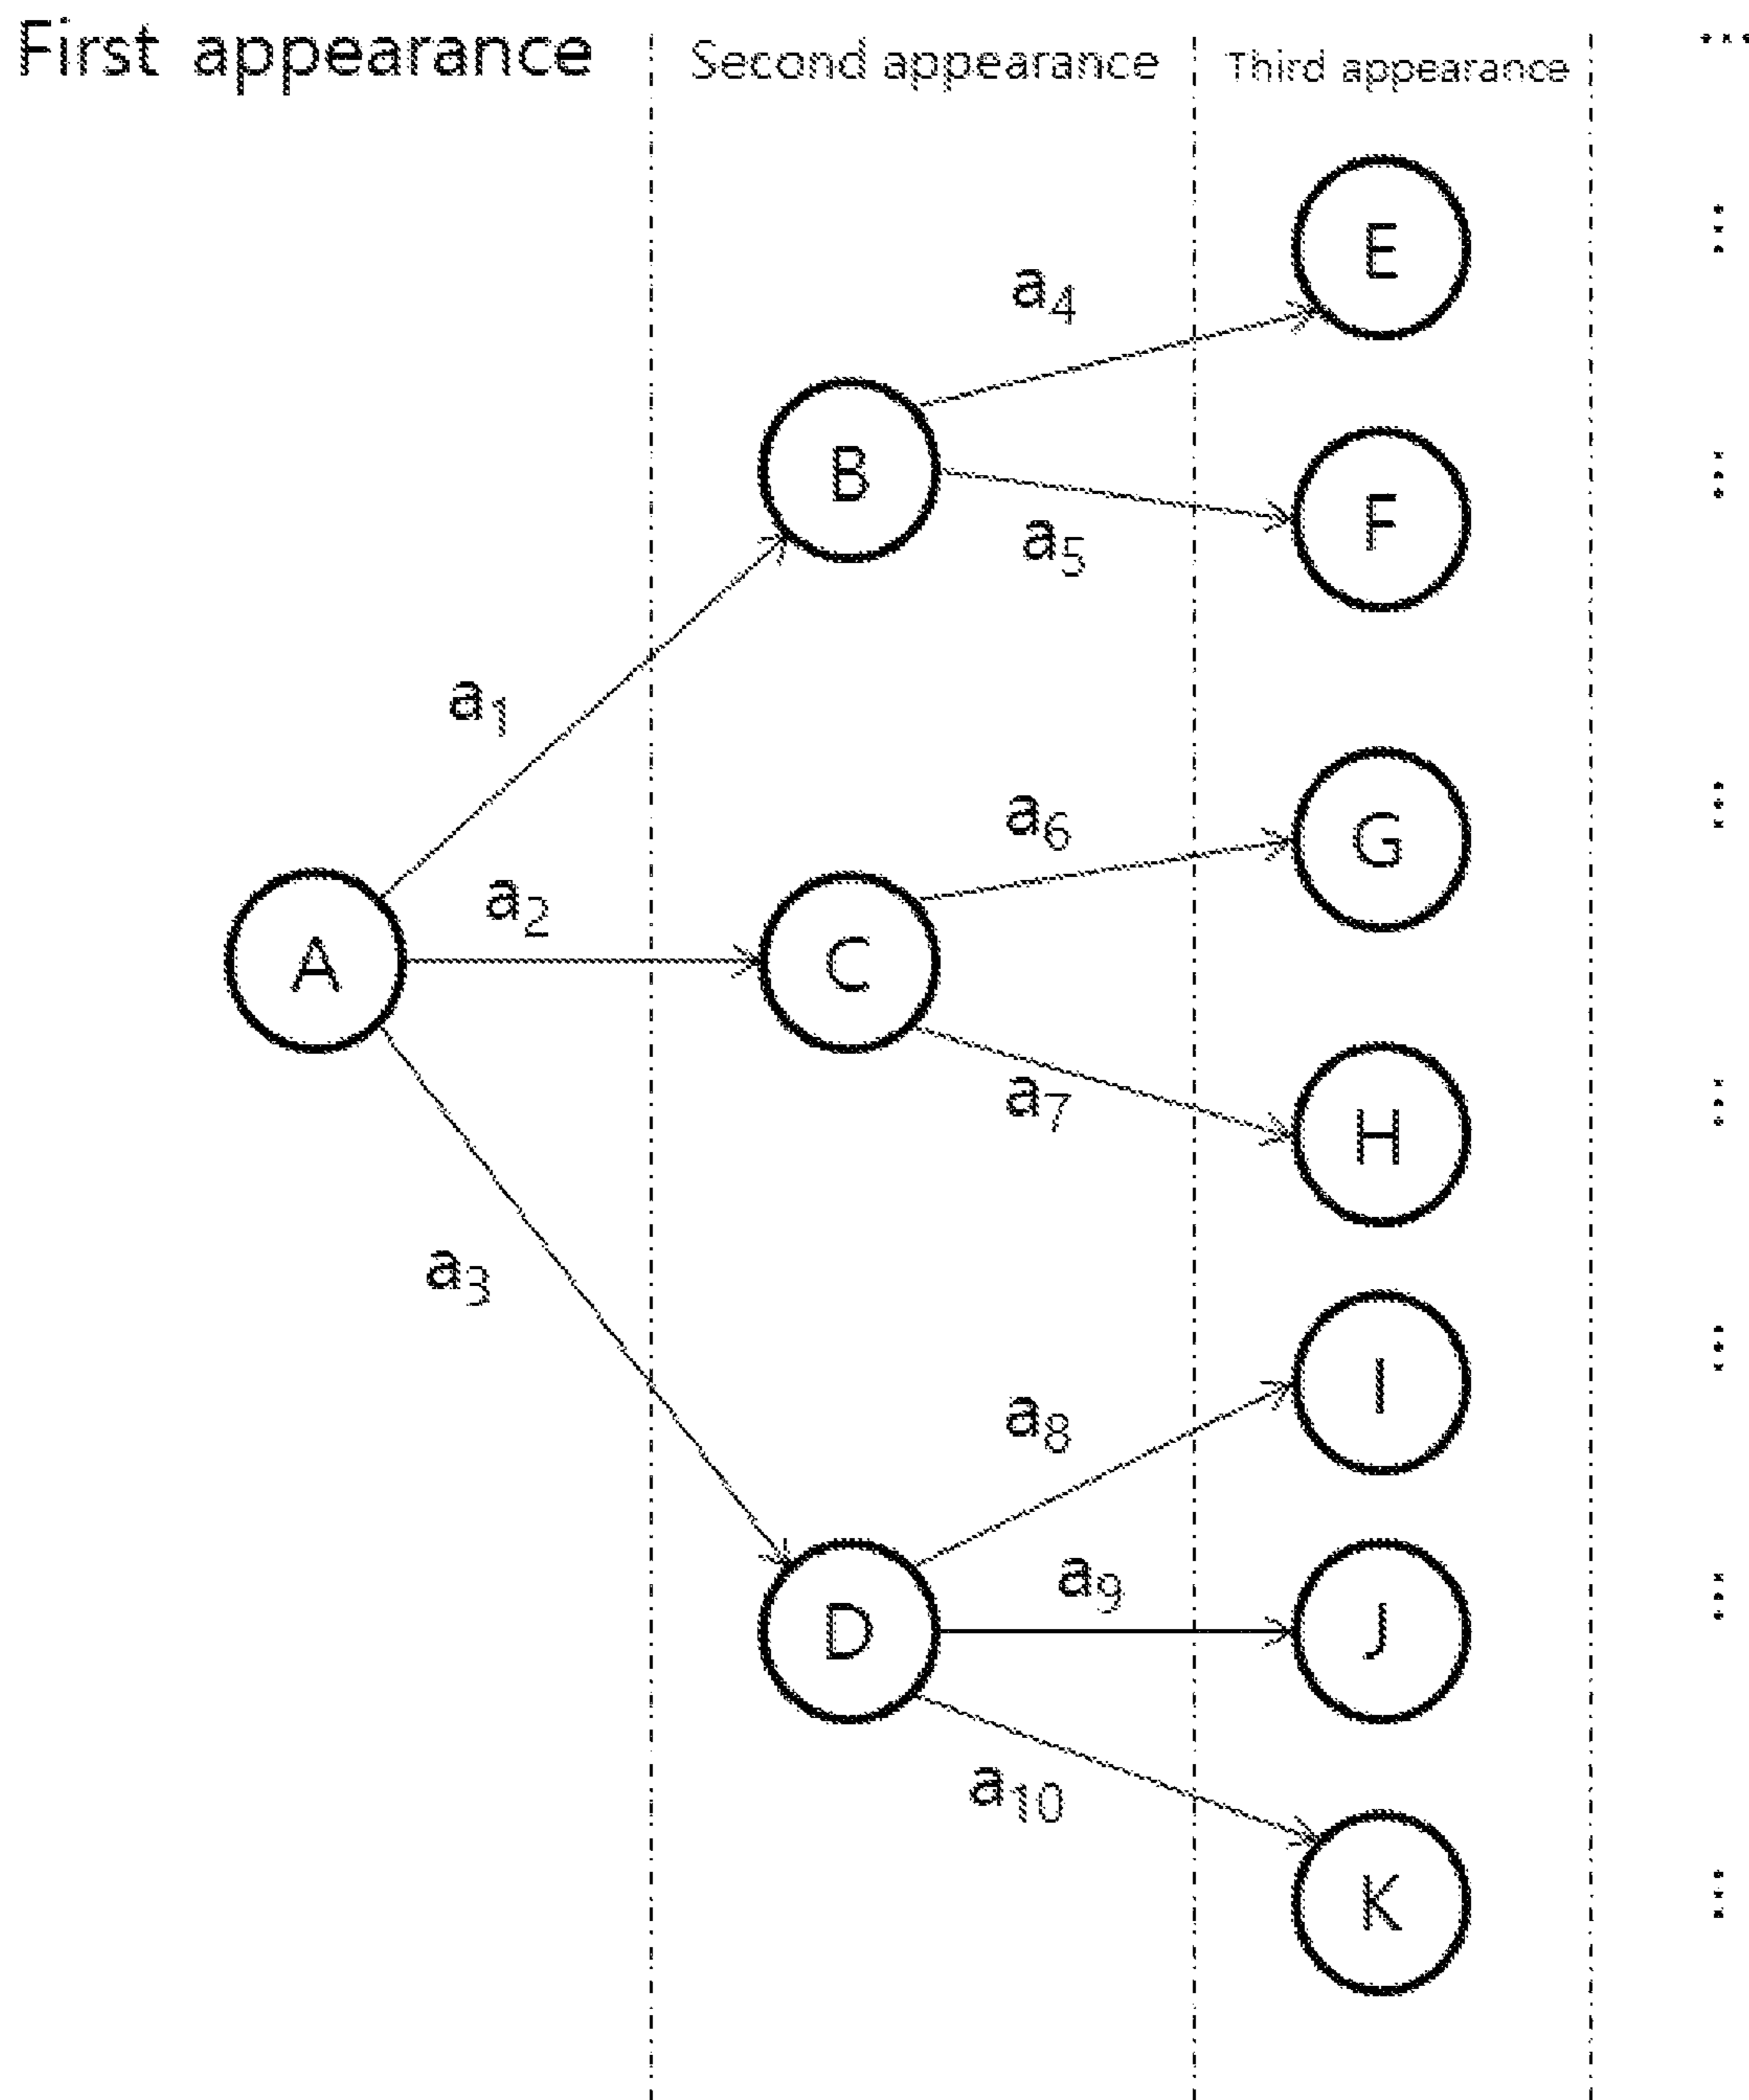 First appearance
Second appearance
Third appearance
...
E
a4
B
F
a5
a1
a6
G
a2
A
C
a7
H
a3
I
a8
a9
D
J
a10
K